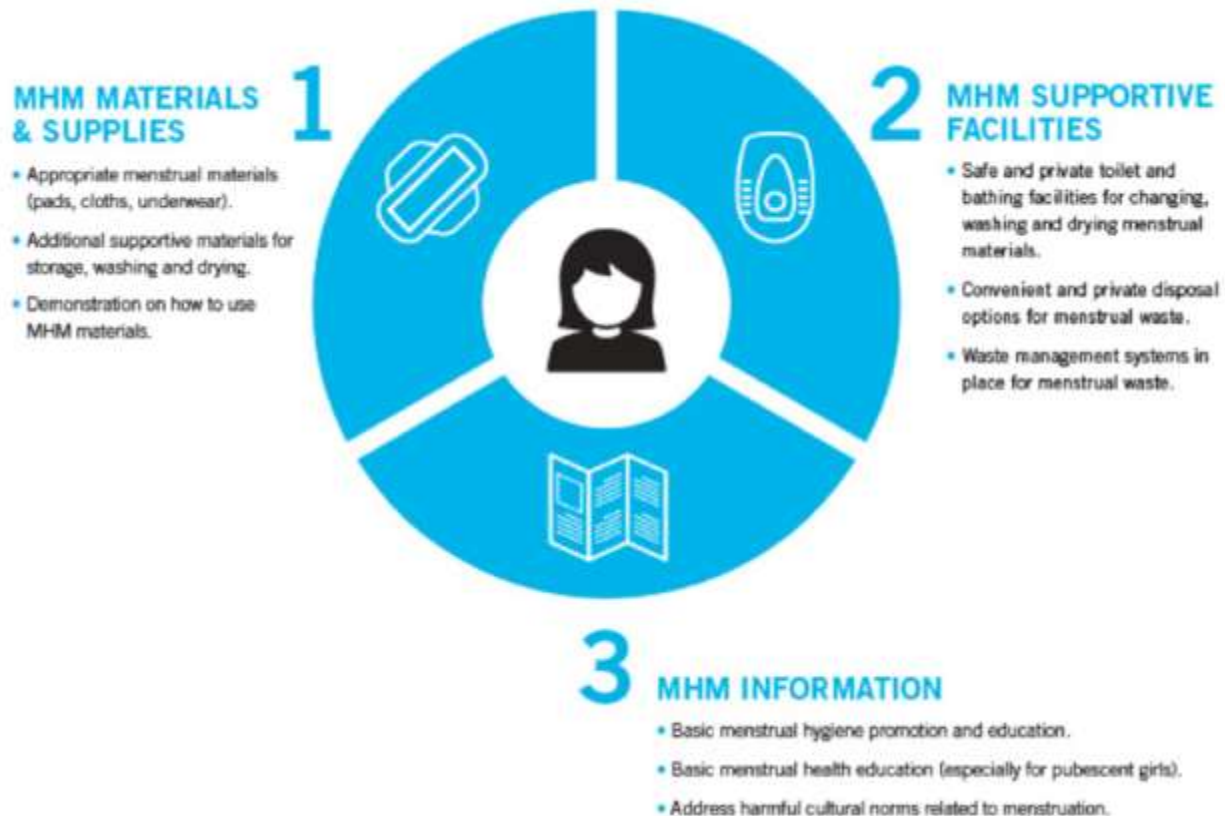 1
MHM MATERIALS
& SUPPLIES
• Appropriate menstrual materials
(pads, cloths, underwear).
• Additional supportive materials for
storage, washing and drying.
• Demonstration on how to use
MHM materials.
2
MHM SUPPORTIVE
FACILITIES
• Safe and private toilet and
bathing facilities for changing,
washing and drying menstrual
materials.
• Convenient and private disposal
options for menstrual waste.
• Waste management systems in
place for menstrual waste.
3
MHM INFORMATION
• Basic menstrual hygiene promotion and education.
• Basic menstrual health education (especially for pubescent girls).
• Address harmful cultural norms related to menstruation.